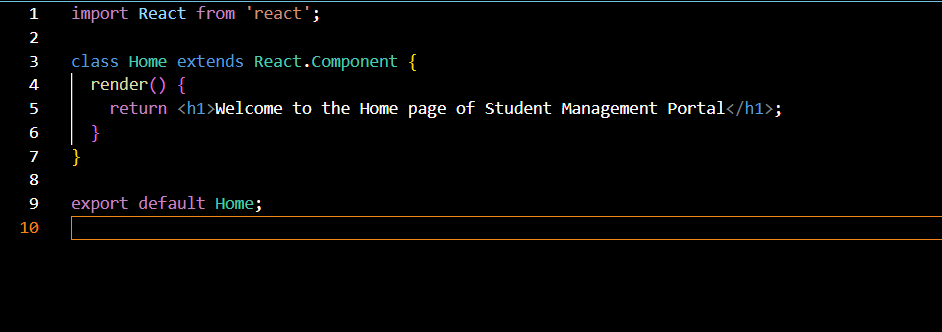 1 import React from 'react';
2
3 class Home extends React.Component {
4 render() {
5 return <h1>Welcome to the Home page of Student Management Portal</h1>;
6 }
7 }
8
9 export default Home;
10